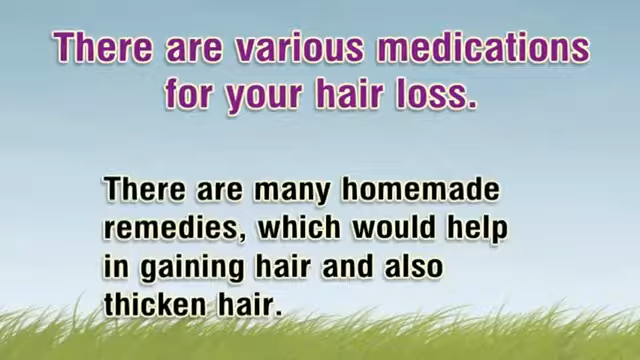 There are various medications
for your hair loss.
There are many homemade
remedies, which would help
in gaining hair and also
thicken hair.